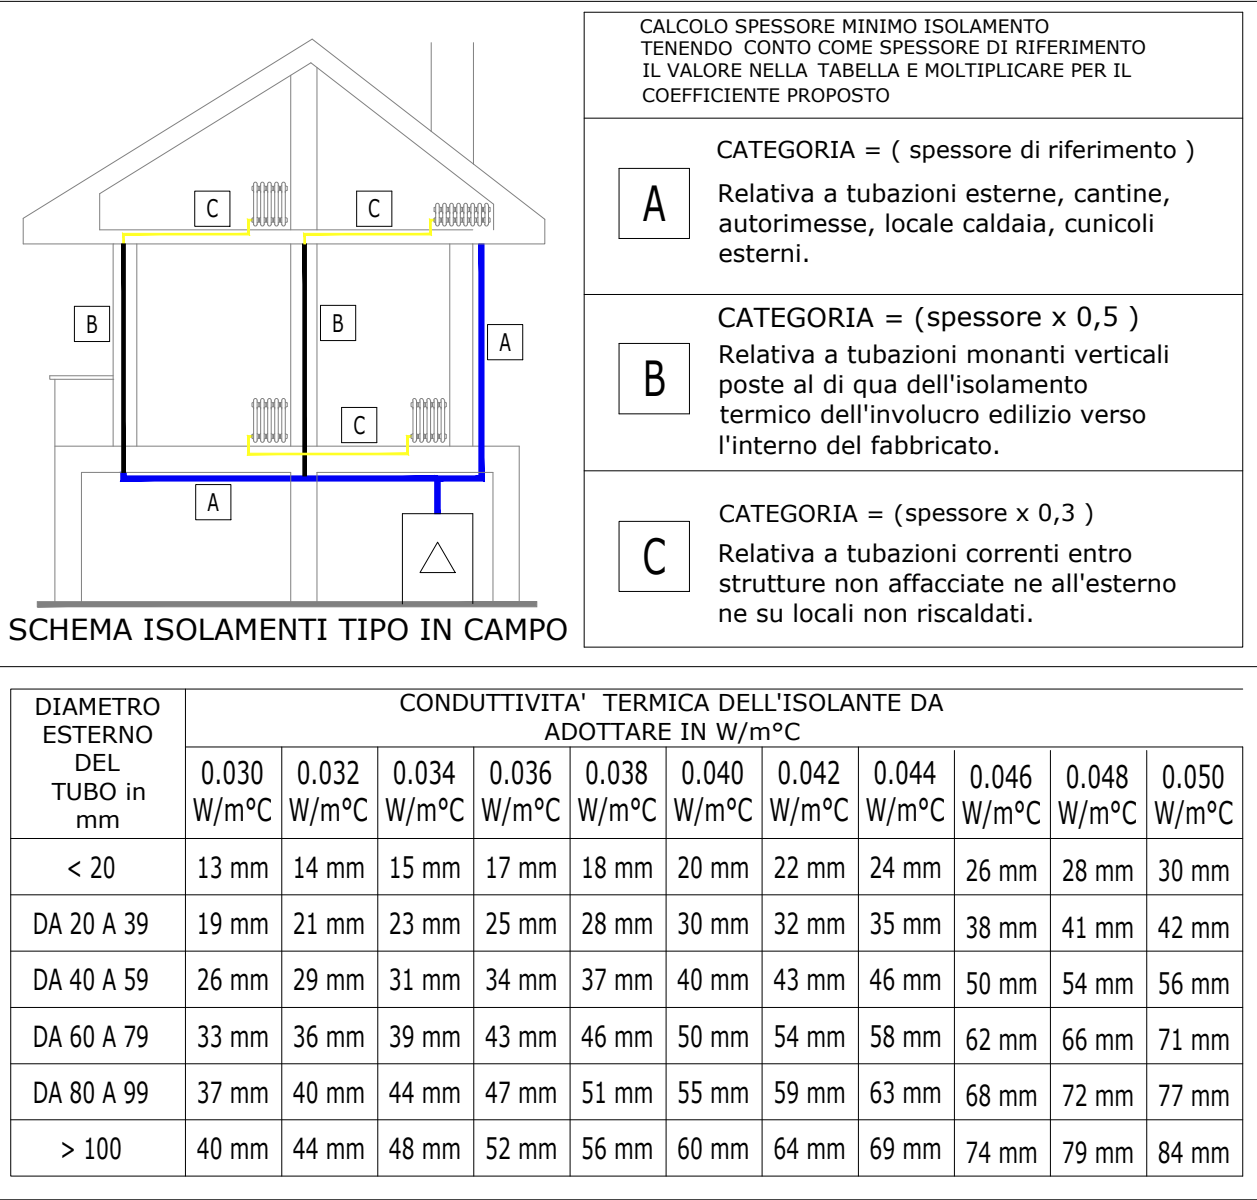 CALCOLO SPESSORE MINIMO ISOLAMENTO
TENENDO CONTO COME SPESSORE DI RIFERIMENTO
IL VALORE NELLA TABELLA E MOLTIPLICARE PER IL
COEFFICIENTE PROPOSTO
A
CATEGORIA = ( spessore di riferimento )
Relativa a tubazioni esterne, cantine,
autorimesse, locale caldaia, cunicoli
esterni.
B
CATEGORIA = (spessore x 0,5 )
Relativa a tubazioni monanti verticali
poste al di qua dell'isolamento
termico dell'involucro edilizio verso
l'interno del fabbricato.
C
CATEGORIA = (spessore x 0,3 )
Relativa a tubazioni correnti entro
strutture non affacciate ne all'esterno
ne su locali non riscaldati.
C C
B B A
C
A
SCHEMA ISOLAMENTI TIPO IN CAMPO
DIAMETRO
ESTERNO
DEL
TUBO in
mm
CONDUTTIVITA' TERMICA DELL'ISOLANTE DA
ADOTTARE IN W/m°C
0.030 0.032 0.034 0.036 0.038 0.040 0.042 0.044 0.046 0.048 0.050
W/m°C W/m°C W/m°C W/m°C W/m°C W/m°C W/m°C W/m°C W/m°C W/m°C W/m°C
< 20 13 mm 14 mm 15 mm 17 mm 18 mm 20 mm 22 mm 24 mm 26 mm 28 mm 30 mm
DA 20 A 39 19 mm 21 mm 23 mm 25 mm 28 mm 30 mm 32 mm 35 mm 38 mm 41 mm 42 mm
DA 40 A 59 26 mm 29 mm 31 mm 34 mm 37 mm 40 mm 43 mm 46 mm 50 mm 54 mm 56 mm
DA 60 A 79 33 mm 36 mm 39 mm 43 mm 46 mm 50 mm 54 mm 58 mm 62 mm 66 mm 71 mm
DA 80 A 99 37 mm 40 mm 44 mm 47 mm 51 mm 55 mm 59 mm 63 mm 68 mm 72 mm 77 mm
> 100 40 mm 44 mm 48 mm 52 mm 56 mm 60 mm 64 mm 69 mm 74 mm 79 mm 84 mm